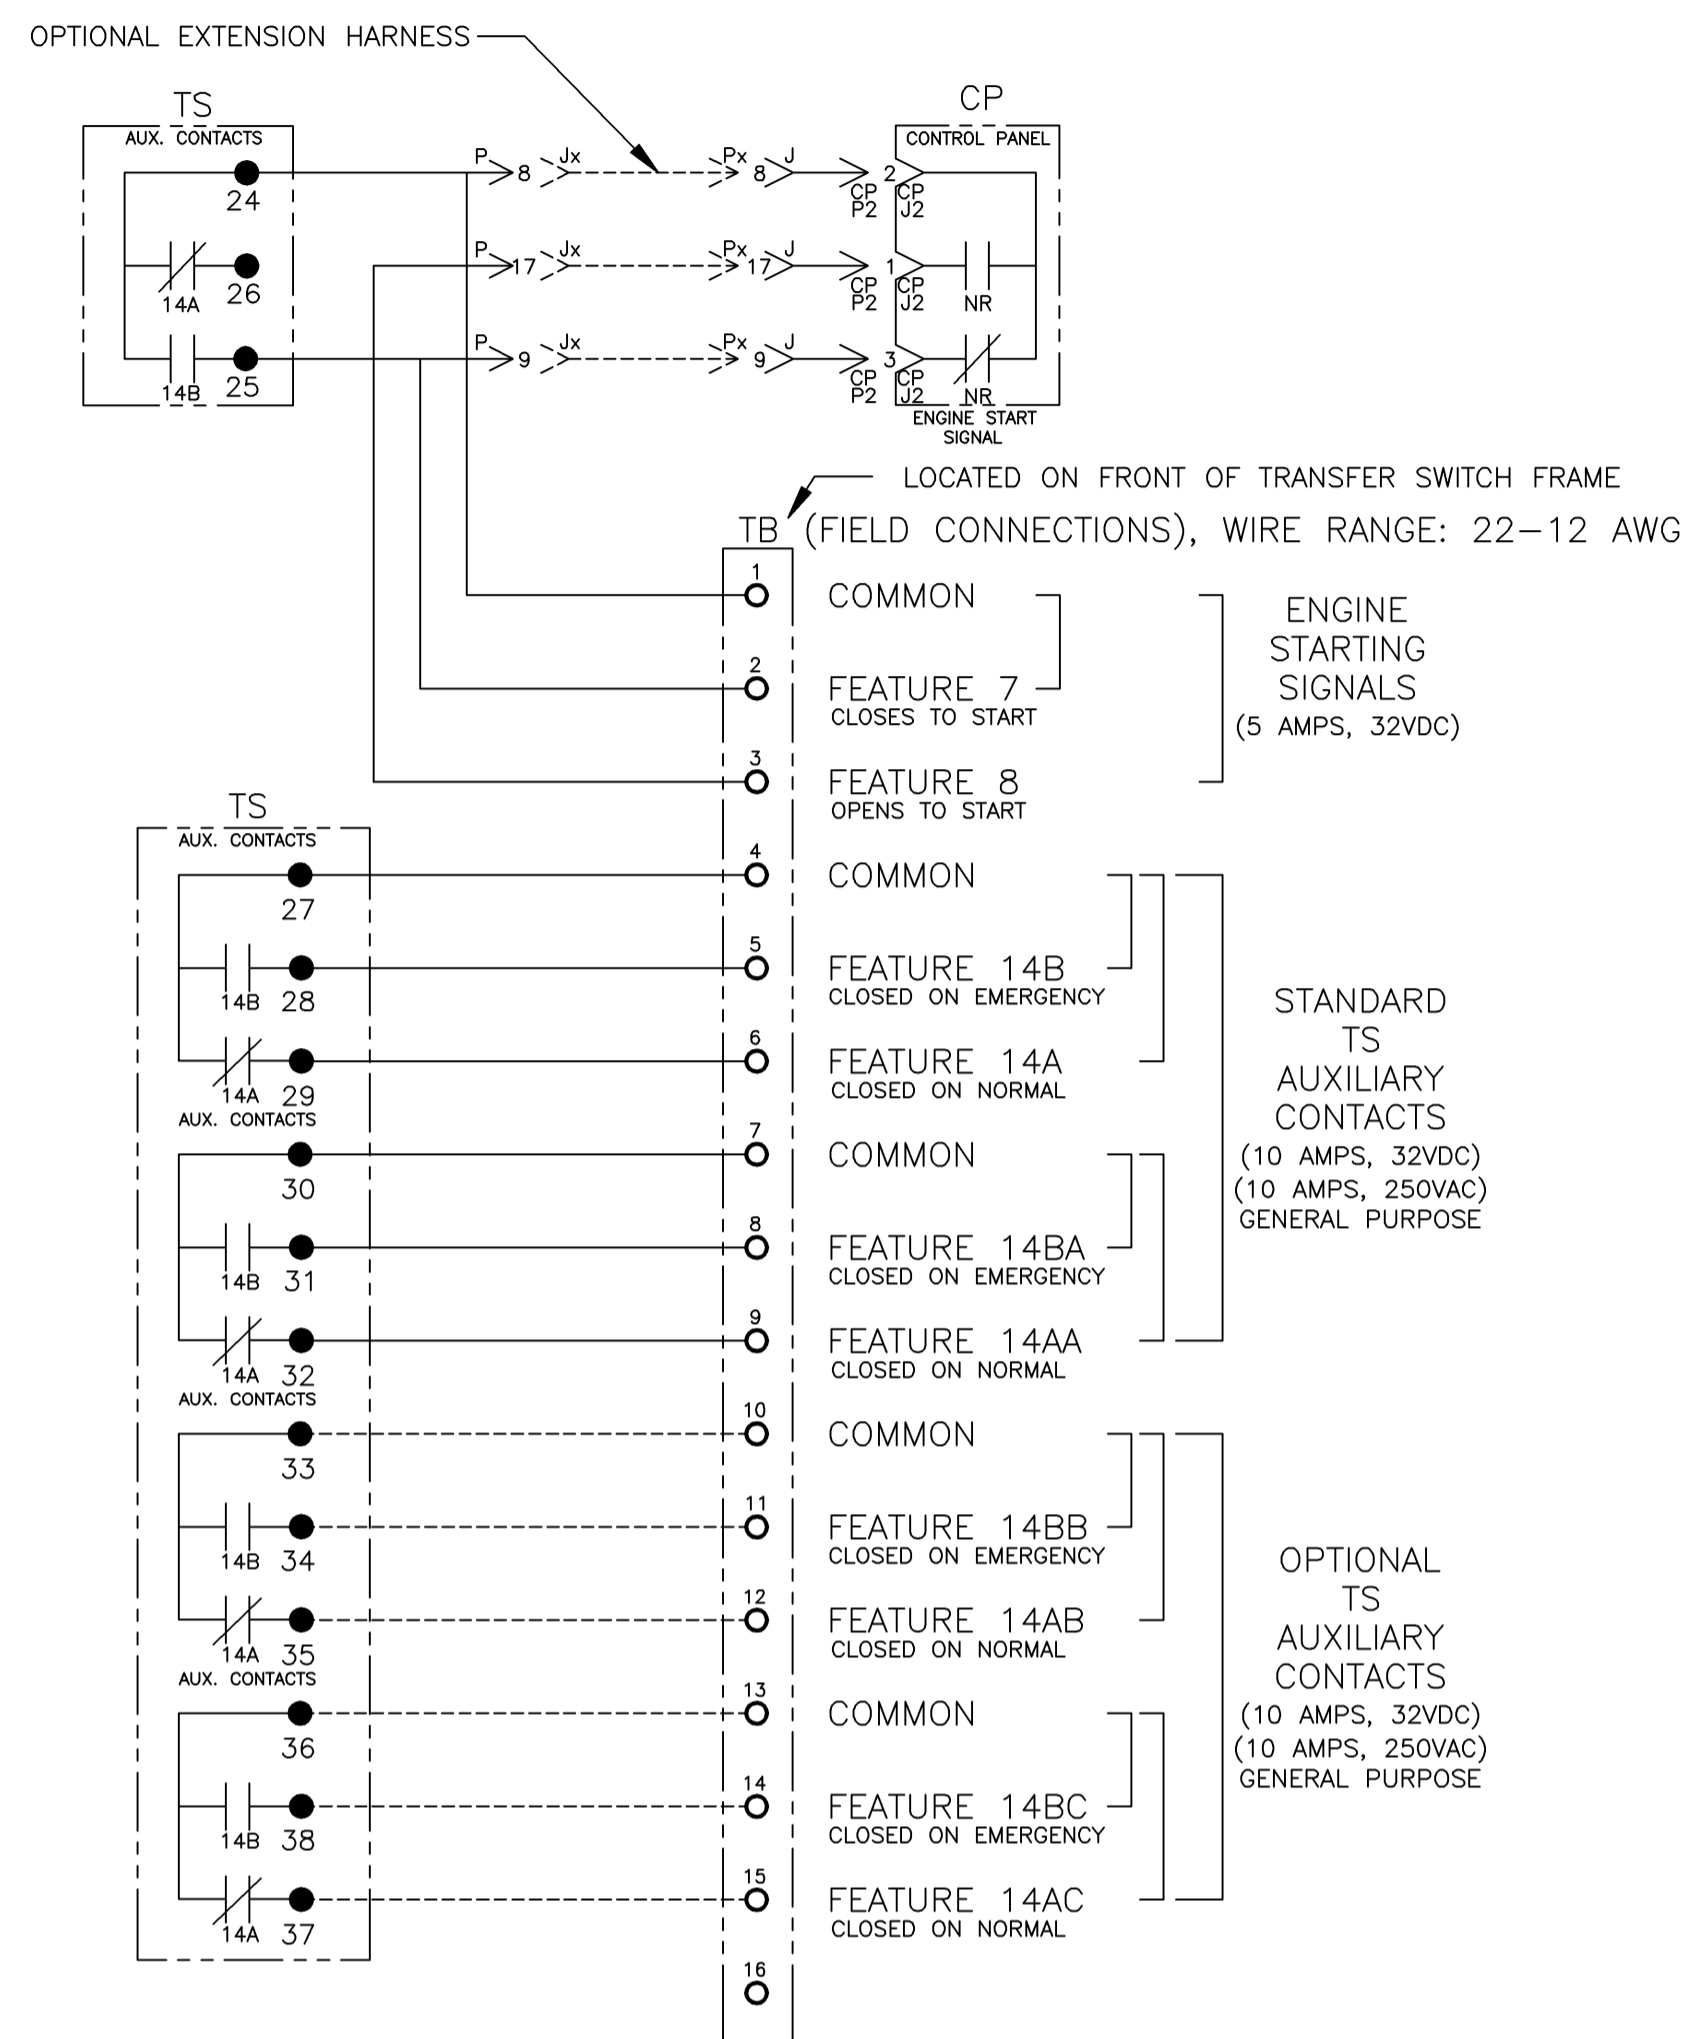 OPTIONAL EXTENSION HARNESS
TS
AUX. CONTACTS
24
14A
26
14B
25
P
8
Jx
Px
8
J
P
17
Jx
Px
17
J
P
9
Jx
Px
9
J
CP
CONTROL PANEL
2
CP
P2
CP
J2
1
CP
P2
CP
J2
NR
3
CP
P2
CP
J2
NR
ENGINE START
SIGNAL
LOCATED ON FRONT OF TRANSFER SWITCH FRAME
TB (FIELD CONNECTIONS), WIRE RANGE: 22-12 AWG
1
COMMON
2
FEATURE 7
CLOSES TO START
3
FEATURE 8
OPENS TO START
ENGINE
STARTING
SIGNALS
(5 AMPS, 32VDC)
TS
AUX. CONTACTS
27
4
COMMON
14B
28
5
FEATURE 14B
CLOSED ON EMERGENCY
14A
29
6
FEATURE 14A
CLOSED ON NORMAL
AUX. CONTACTS
30
7
COMMON
14B
31
8
FEATURE 14BA
CLOSED ON EMERGENCY
14A
32
9
FEATURE 14AA
CLOSED ON NORMAL
STANDARD
TS
AUXILIARY
CONTACTS
(10 AMPS, 32VDC)
(10 AMPS, 250VAC)
GENERAL PURPOSE
AUX. CONTACTS
33
10
COMMON
14B
34
11
FEATURE 14BB
CLOSED ON EMERGENCY
14A
35
12
FEATURE 14AB
CLOSED ON NORMAL
AUX. CONTACTS
36
13
COMMON
14B
38
14
FEATURE 14BC
CLOSED ON EMERGENCY
14A
37
15
FEATURE 14AC
CLOSED ON NORMAL
OPTIONAL
TS
AUXILIARY
CONTACTS
(10 AMPS, 32VDC)
(10 AMPS, 250VAC)
GENERAL PURPOSE
16